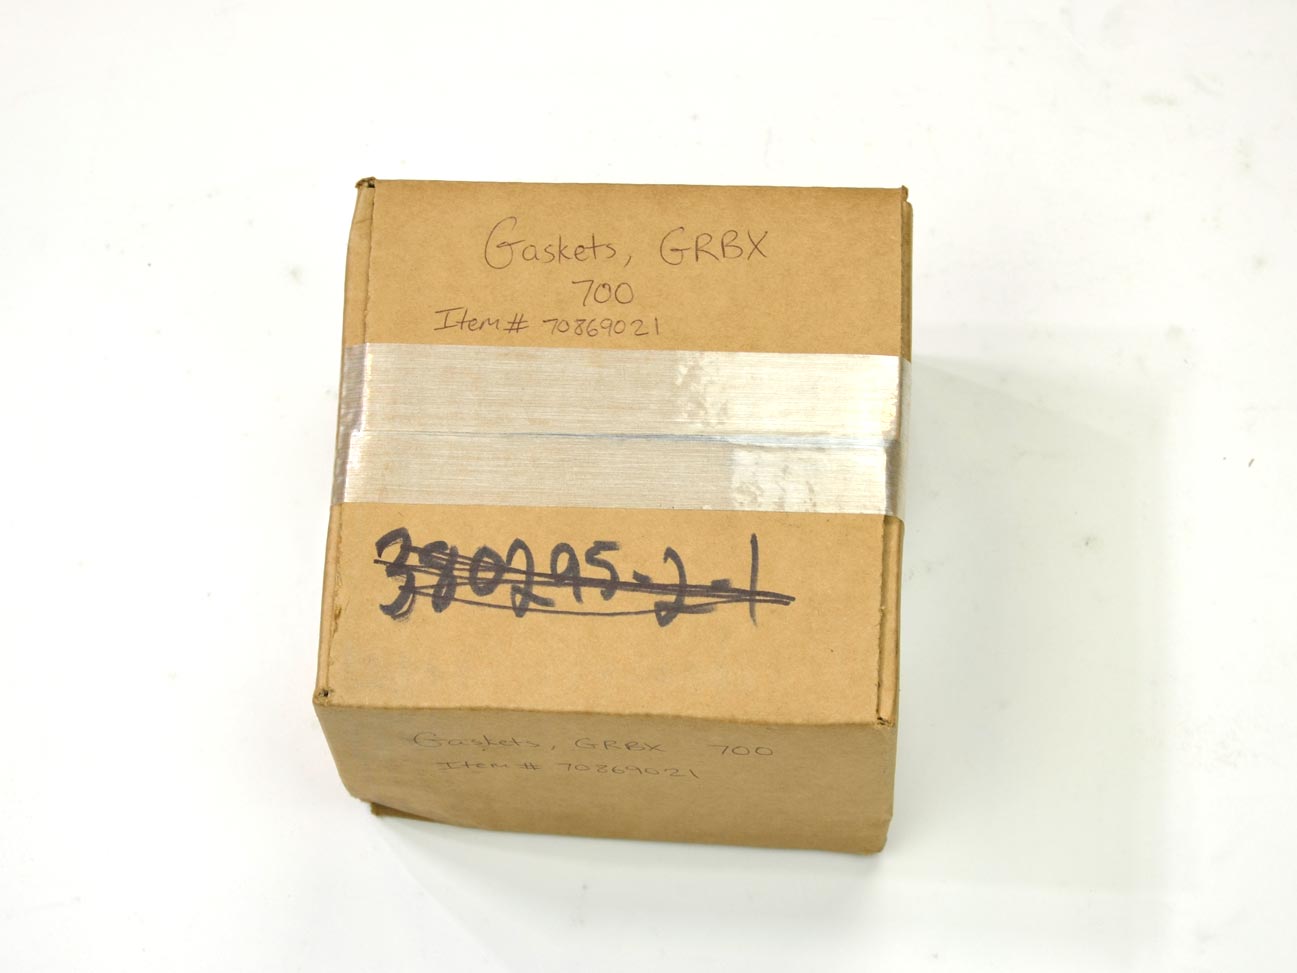 Gaskets, GRBX
700
Item# 70869021
380295-2-1
Gaskets, GRBX 700
Item # 70869021